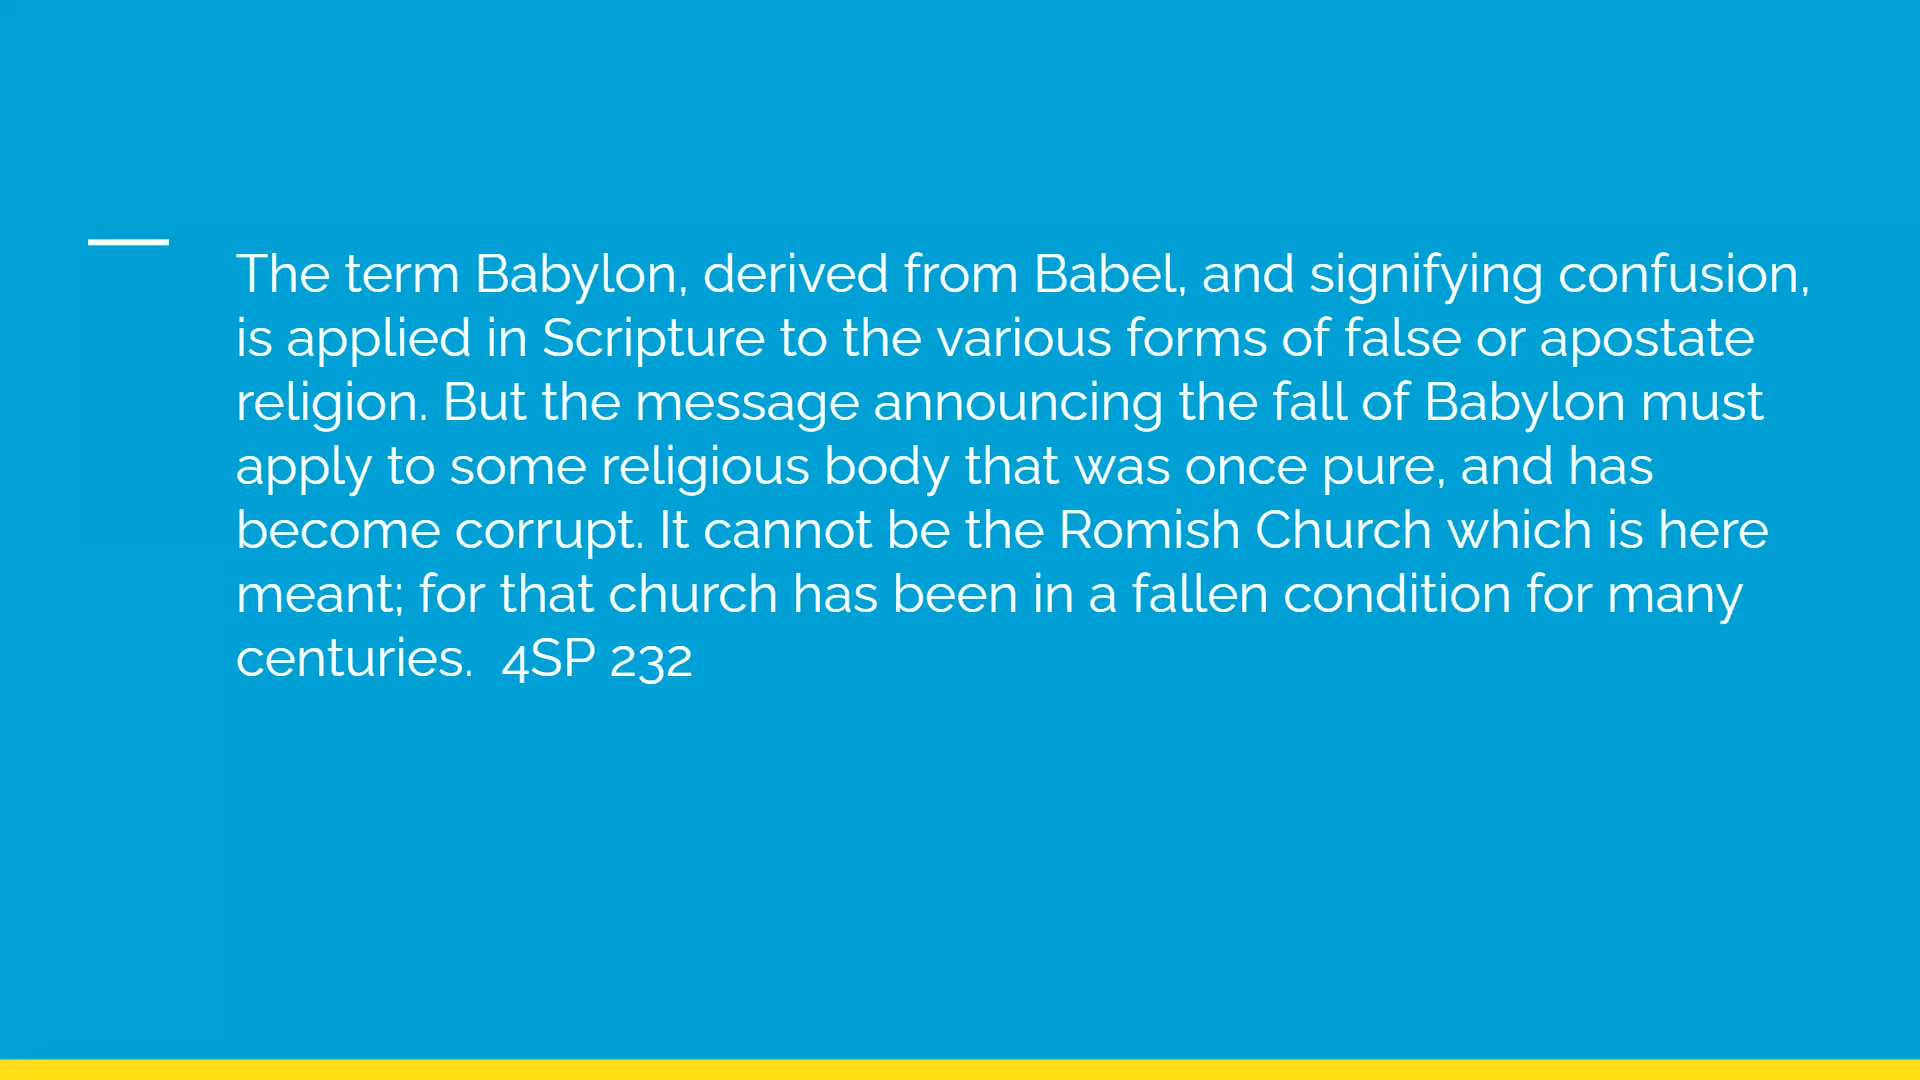 The term Babylon, derived from Babel, and signifying confusion,
is applied in Scripture to the various forms of false or apostate
religion. But the message announcing the fall of Babylon must
apply to some religious body that was once pure, and has
become corrupt. It cannot be the Romish Church which is here
meant; for that church has been in a fallen condition for many
centuries.  4SP 232